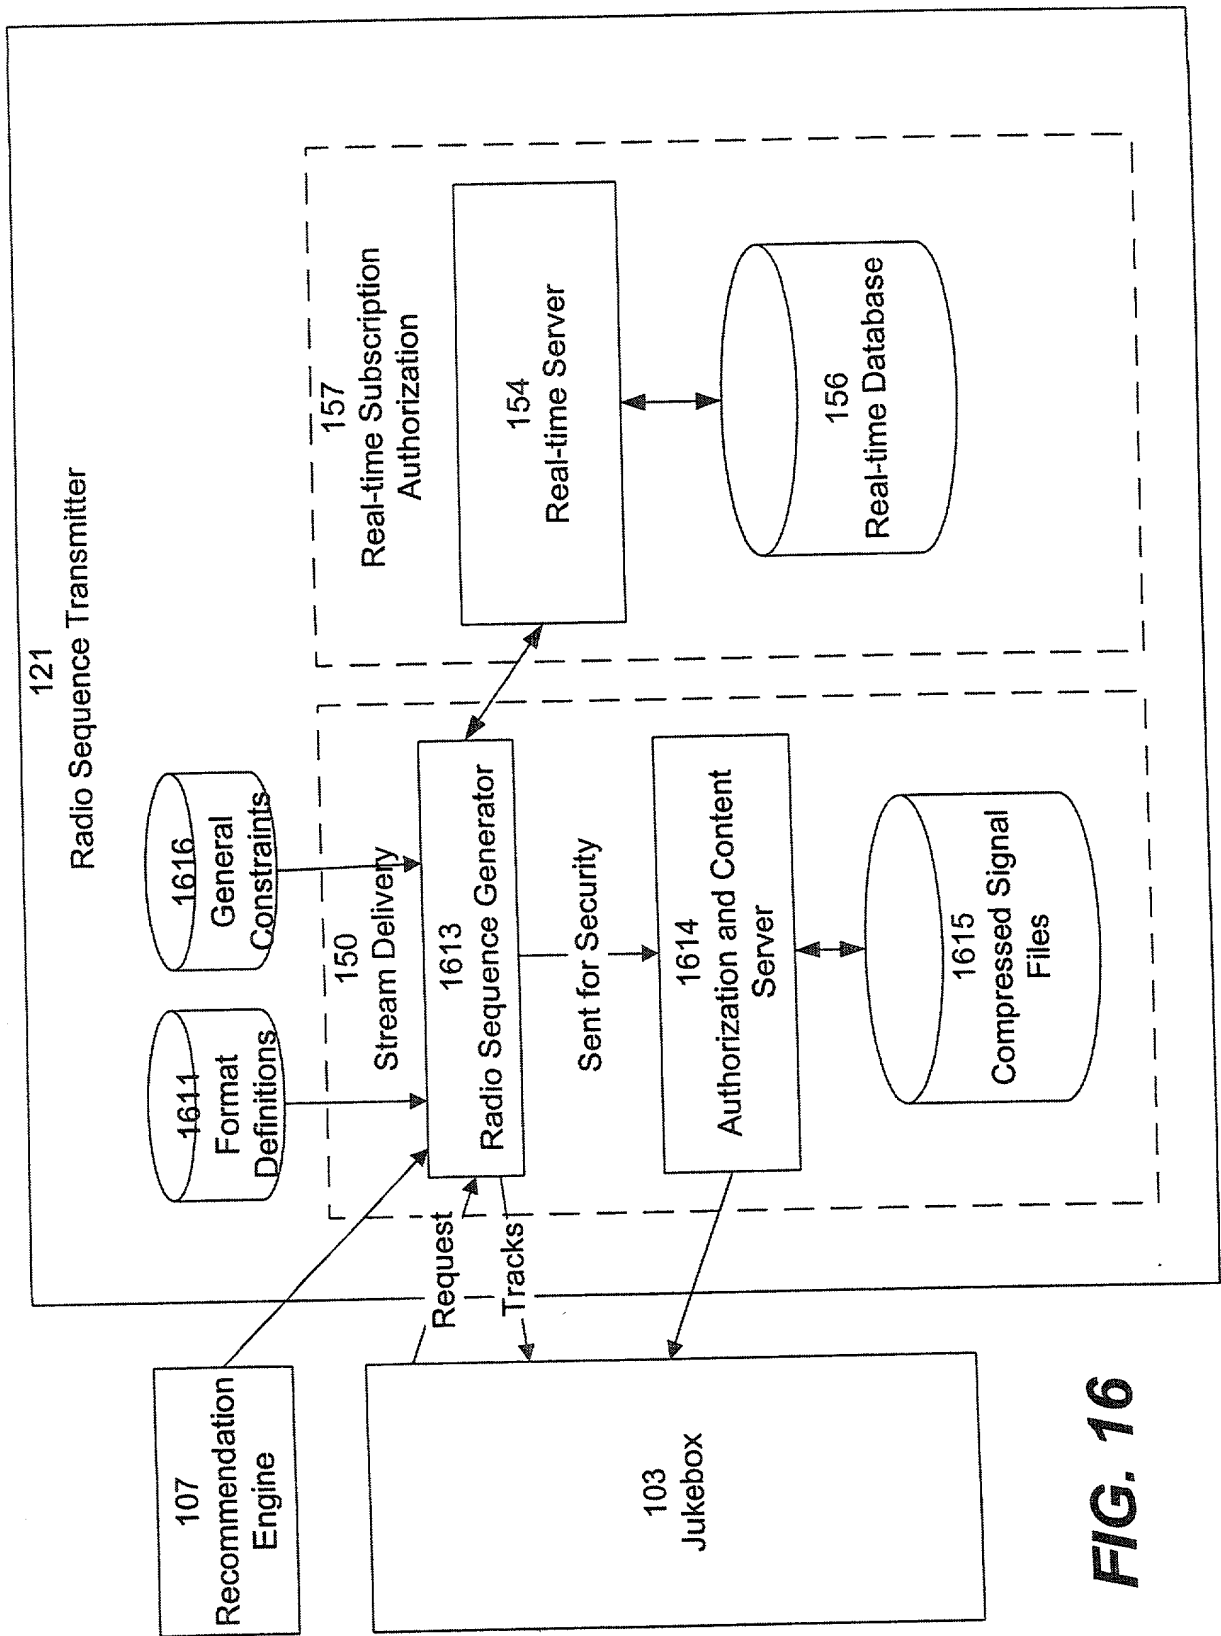 121
Radio Sequence Transmitter
1611
Format
Definitions
1616
General
Constraints
150
Stream Delivery
157
Real-time Subscription
Authorization
107
Recommendation
Engine
1613
Radio Sequence Generator
154
Real-time Server
Request
Tracks
Sent for Security
103
Jukebox
1614
Authorization and Content
Server
156
Real-time Database
1615
Compressed Signal
Files
FIG. 16